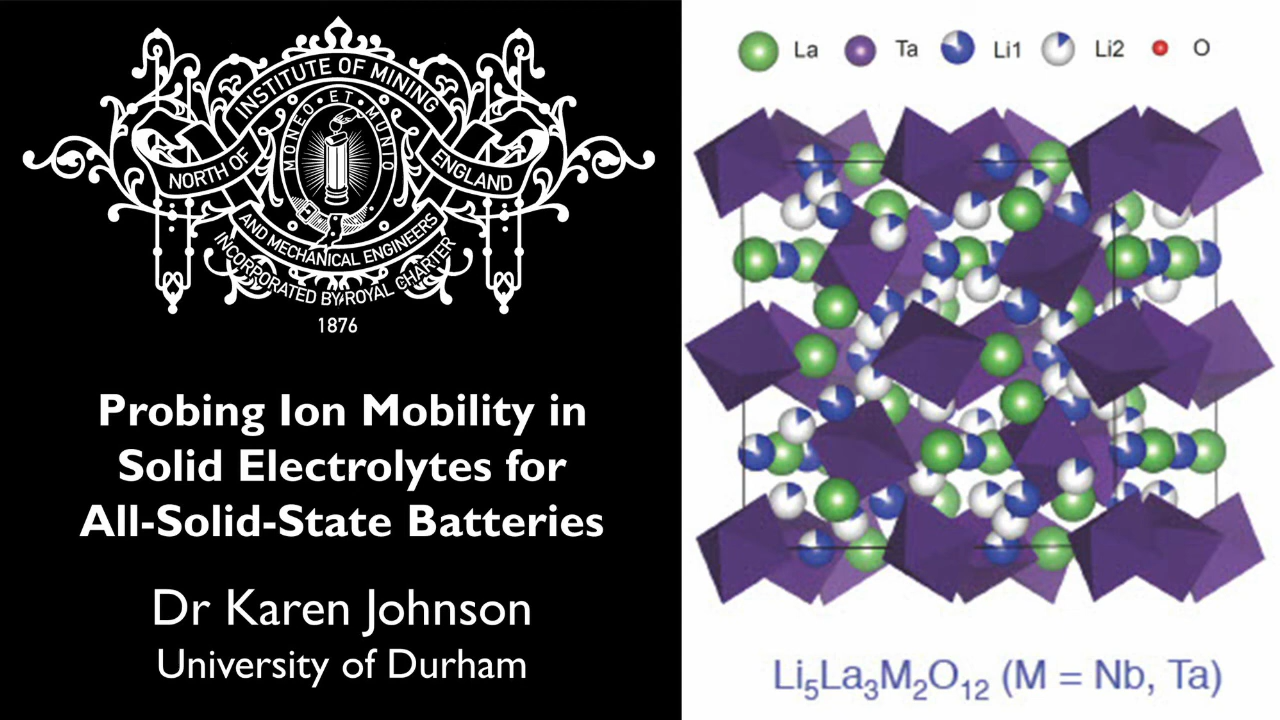 INSTITUTE OF MINING
NORTH OF
ENGLAND
MONEO • ET • MUNIO
AND MECHANICAL ENGINEERS
INCORPORATED BY ROYAL CHARTER
1876
Probing Ion Mobility in
Solid Electrolytes for
All-Solid-State Batteries
Dr Karen Johnson
University of Durham
La Ta Li1 Li2 O
Li₅La₃M₂O₁₂ (M = Nb, Ta)